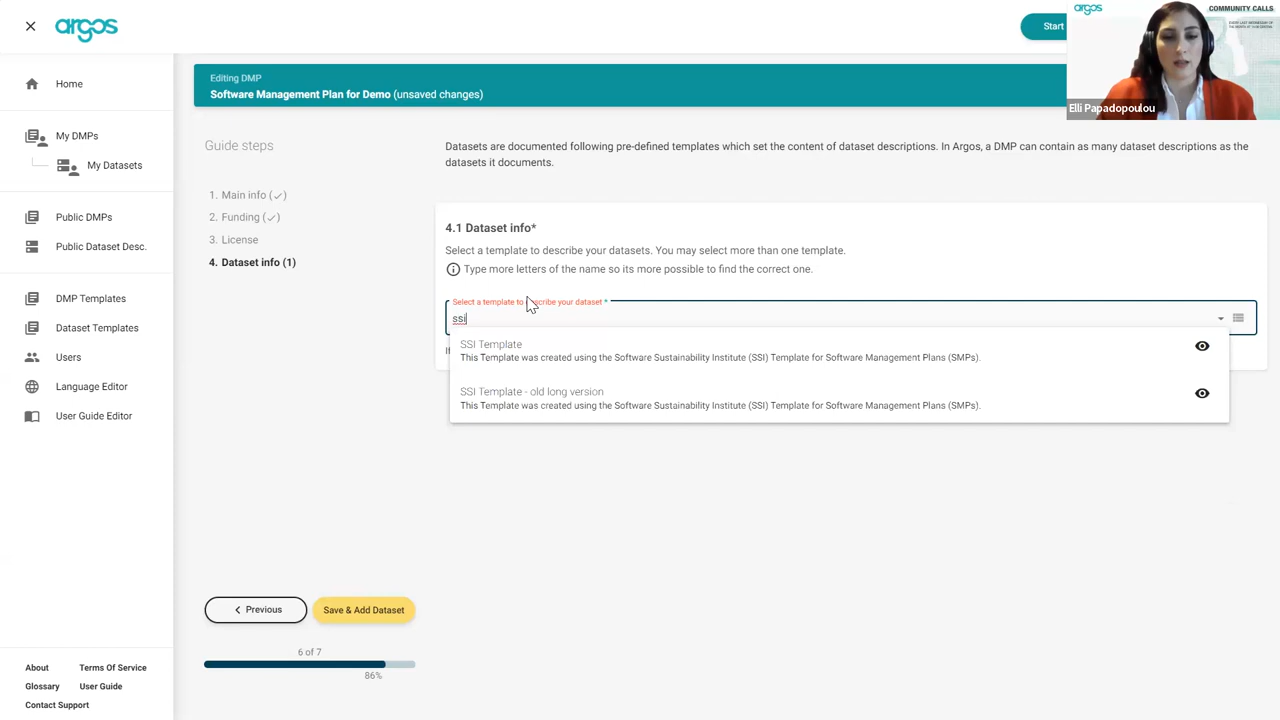 argos
Start
argos
COMMUNITY CALLS
Elli Papadopoulou
Home
My DMPs
My Datasets
Public DMPs
Public Dataset Desc.
DMP Templates
Dataset Templates
Users
Language Editor
User Guide Editor
About
Terms Of Service
Glossary
User Guide
Contact Support
Editing DMP
Software Management Plan for Demo (unsaved changes)
Guide steps
1. Main info (✓)
2. Funding (✓)
3. License
4. Dataset info (1)
Previous
Save & Add Dataset
6 of 7
86%
Datasets are documented following pre-defined templates which set the content of dataset descriptions. In Argos, a DMP can contain as many dataset descriptions as the
datasets it documents.
4.1 Dataset info*
Select a template to describe your datasets. You may select more than one template.
Type more letters of the name so its more possible to find the correct one.
Select a template to describe your dataset *
ssi
SSI Template
This Template was created using the Software Sustainability Institute (SSI) Template for Software Management Plans (SMPs).
SSI Template - old long version
This Template was created using the Software Sustainability Institute (SSI) Template for Software Management Plans (SMPs).